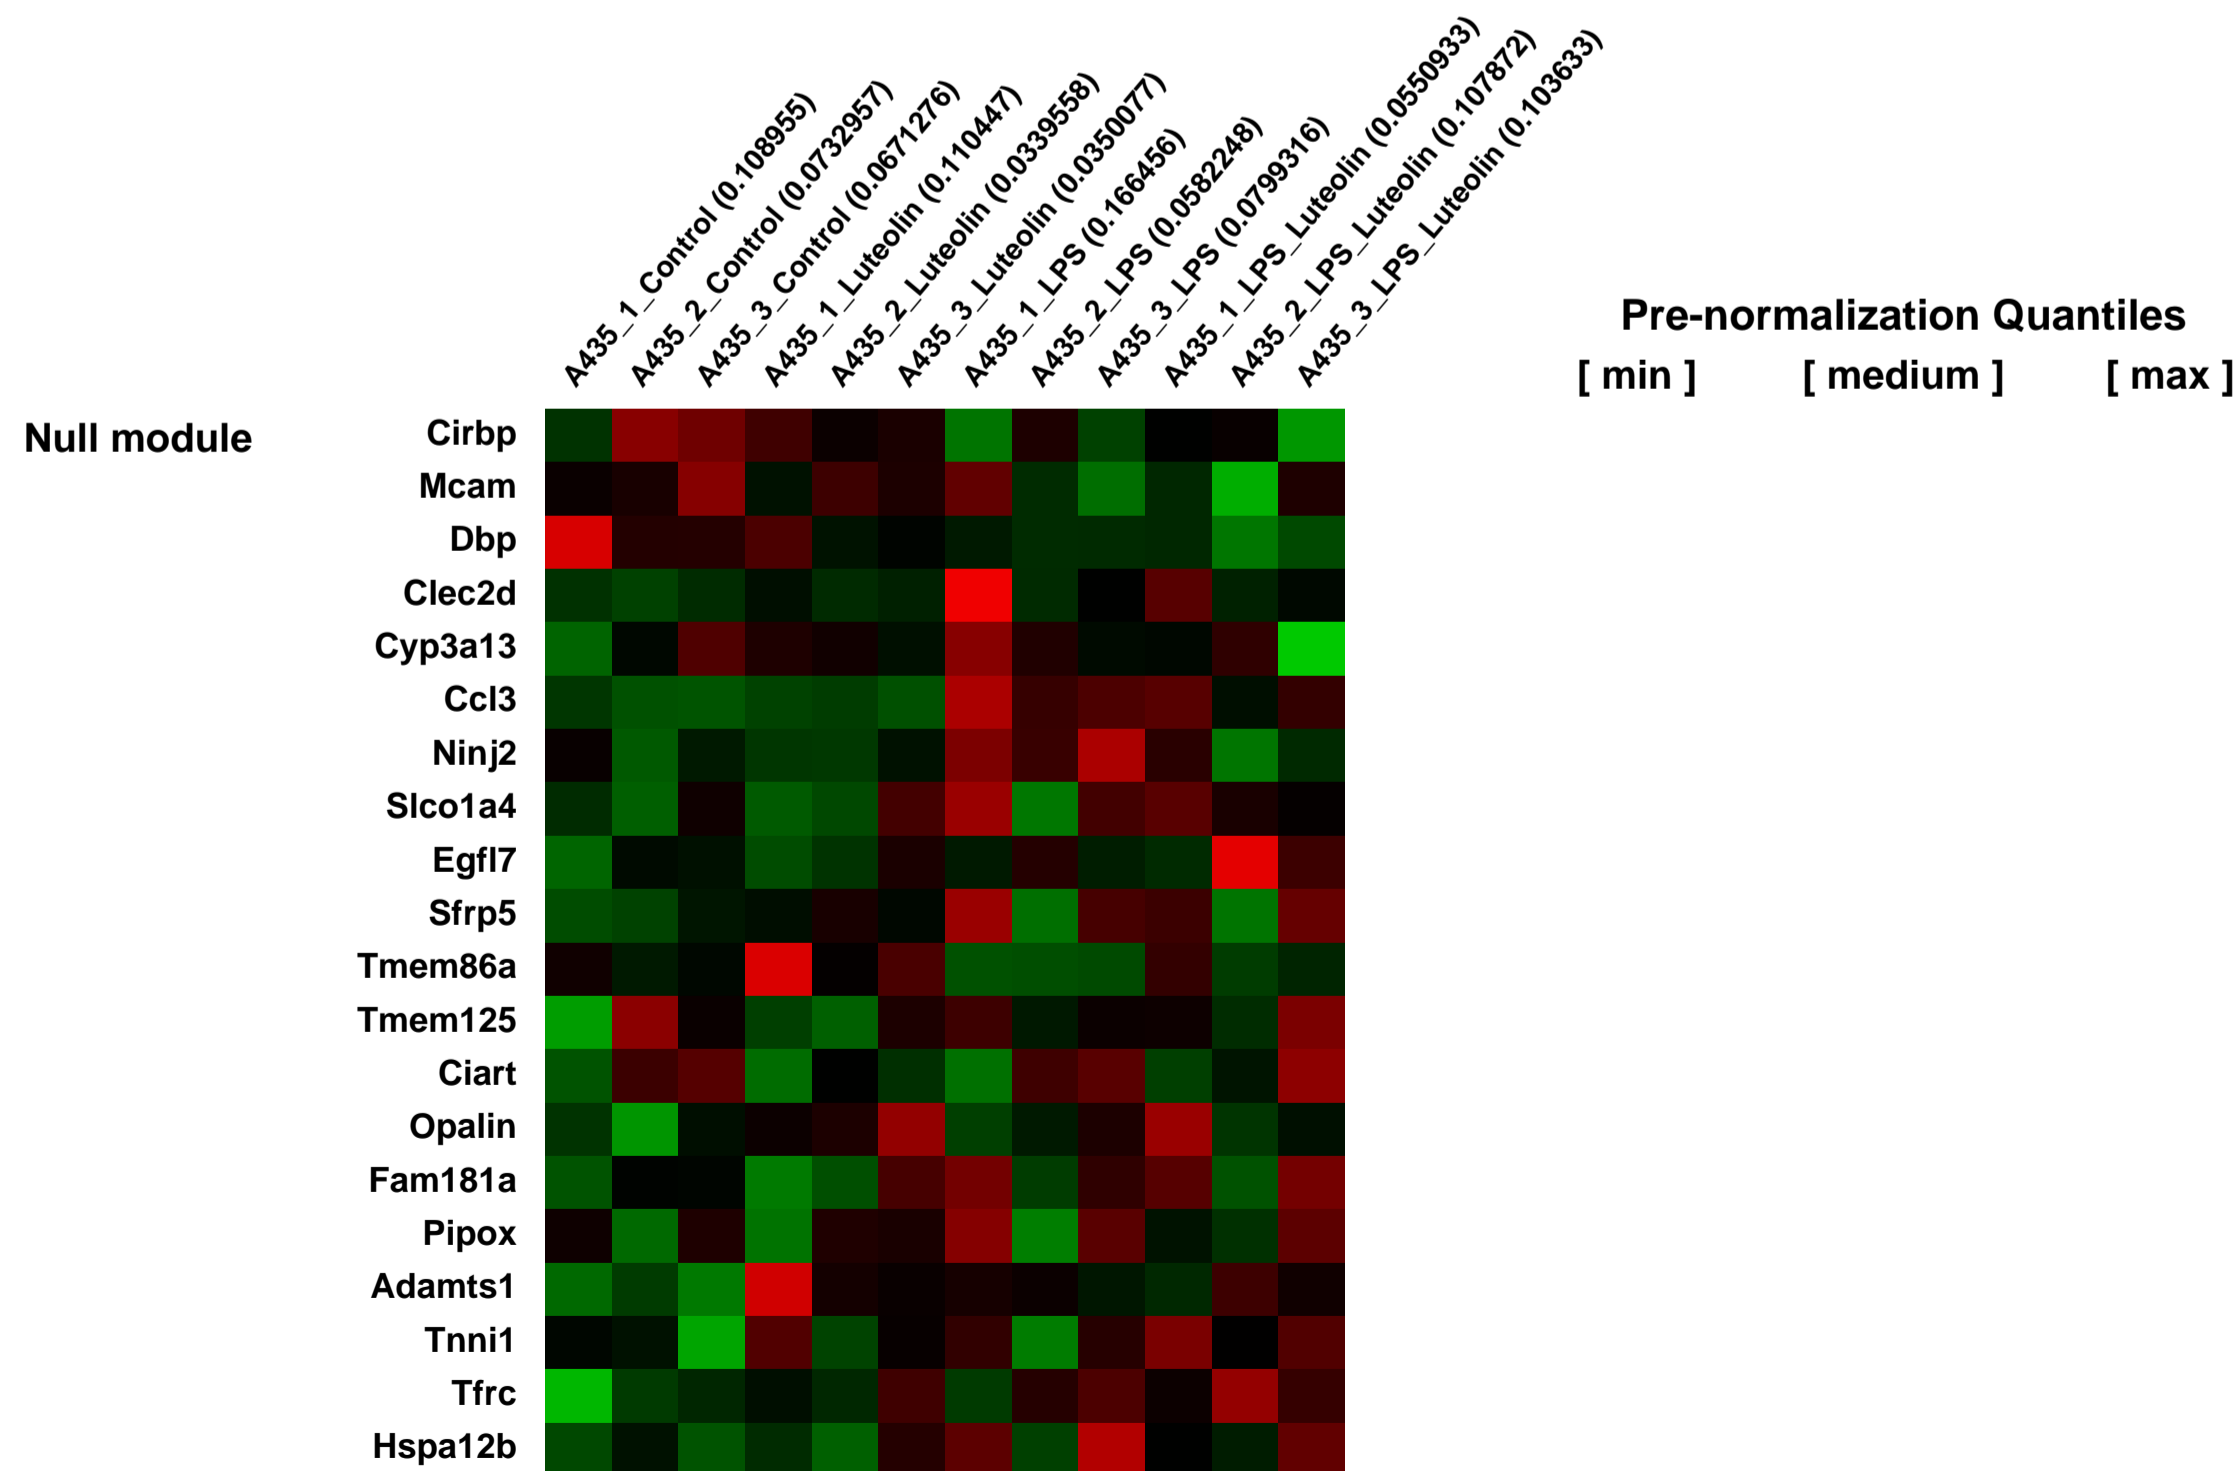 A435_1_Control (0.108955)
A435_2_Control (0.0732957)
A435_3_Control (0.0671276)
A435_1_Luteolin (0.110447)
A435_2_Luteolin (0.0339558)
A435_3_Luteolin (0.0350077)
A435_1_LPS (0.166456)
A435_2_LPS (0.0582248)
A435_3_LPS (0.0799316)
A435_1_LPS_Luteolin (0.0550933)
A435_2_LPS_Luteolin (0.107872)
A435_3_LPS_Luteolin (0.103633)
Pre-normalization Quantiles
[ min ] [ medium ] [ max ]
Null module
Cirbp
Mcam
Dbp
Clec2d
Cyp3a13
Ccl3
Ninj2
Slco1a4
Egfl7
Sfrp5
Tmem86a
Tmem125
Ciart
Opalin
Fam181a
Pipox
Adamts1
Tnni1
Tfrc
Hspa12b